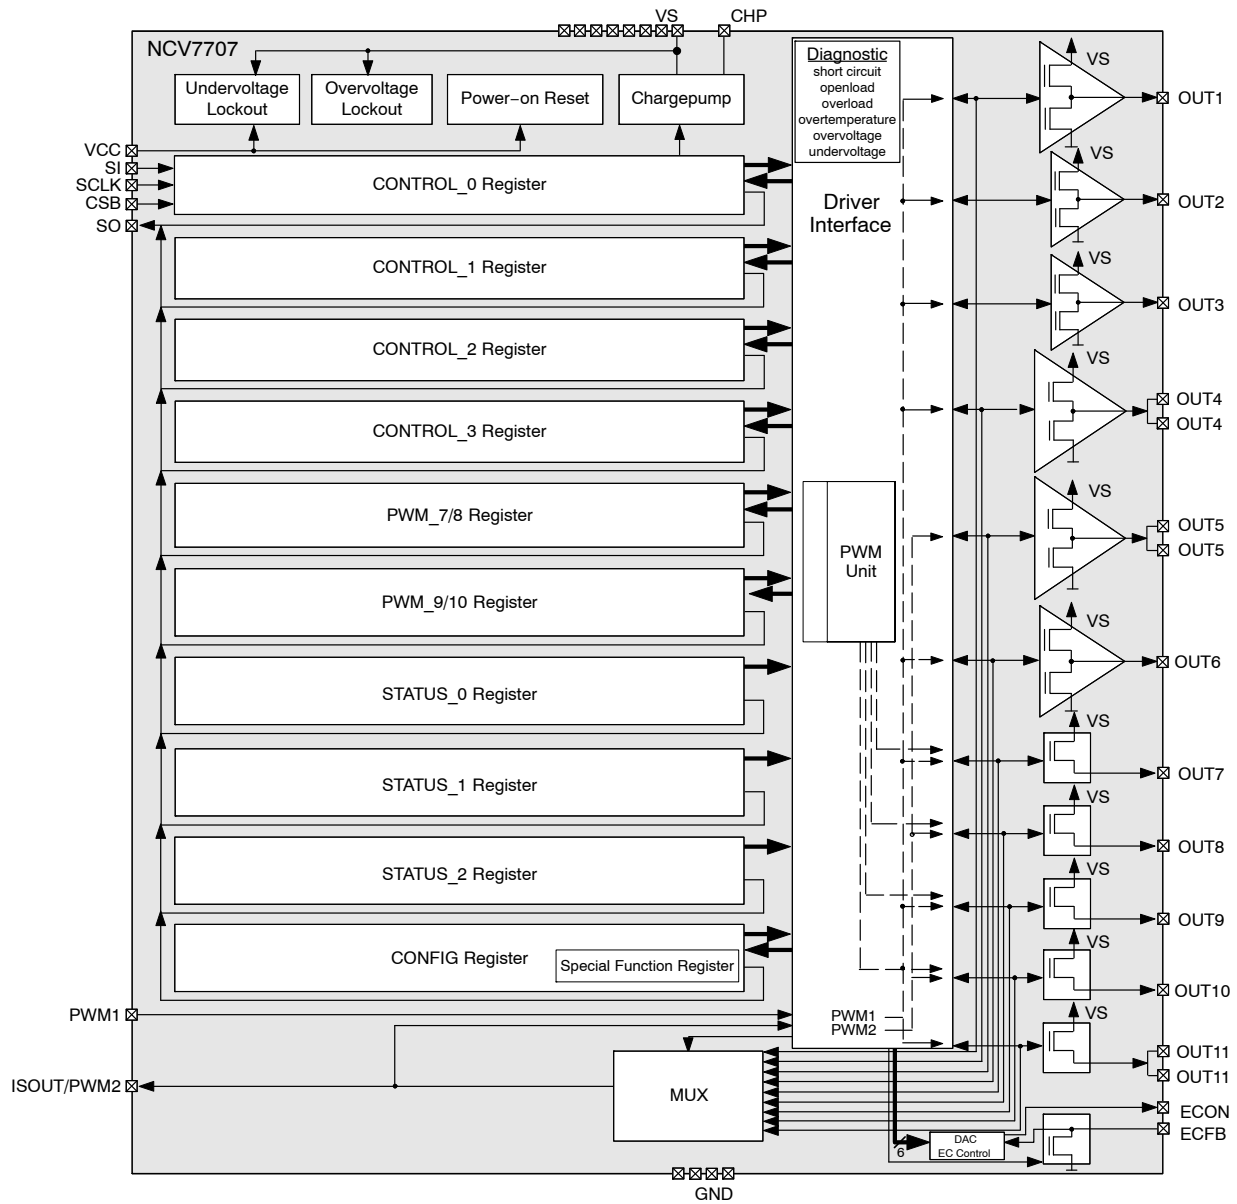 VS
CHP
NCV7707
Undervoltage
Lockout
Overvoltage
Lockout
Power−on Reset
Chargepump
Diagnostic
short circuit
openload
overload
overtemperature
overvoltage
undervoltage
VS
OUT1
VCC
SI
SCLK
CSB
SO
CONTROL_0 Register
Driver
Interface
VS
OUT2
CONTROL_1 Register
VS
OUT3
CONTROL_2 Register
VS
OUT4
OUT4
CONTROL_3 Register
PWM_7/8 Register
PWM
Unit
VS
OUT5
OUT5
PWM_9/10 Register
VS
OUT6
STATUS_0 Register
VS
OUT7
STATUS_1 Register
VS
OUT8
STATUS_2 Register
VS
OUT9
CONFIG Register
Special Function Register
VS
OUT10
PWM1
PWM1
PWM2
VS
OUT11
OUT11
ISOUT/PWM2
MUX
6
DAC
EC Control
ECON
ECFB
GND